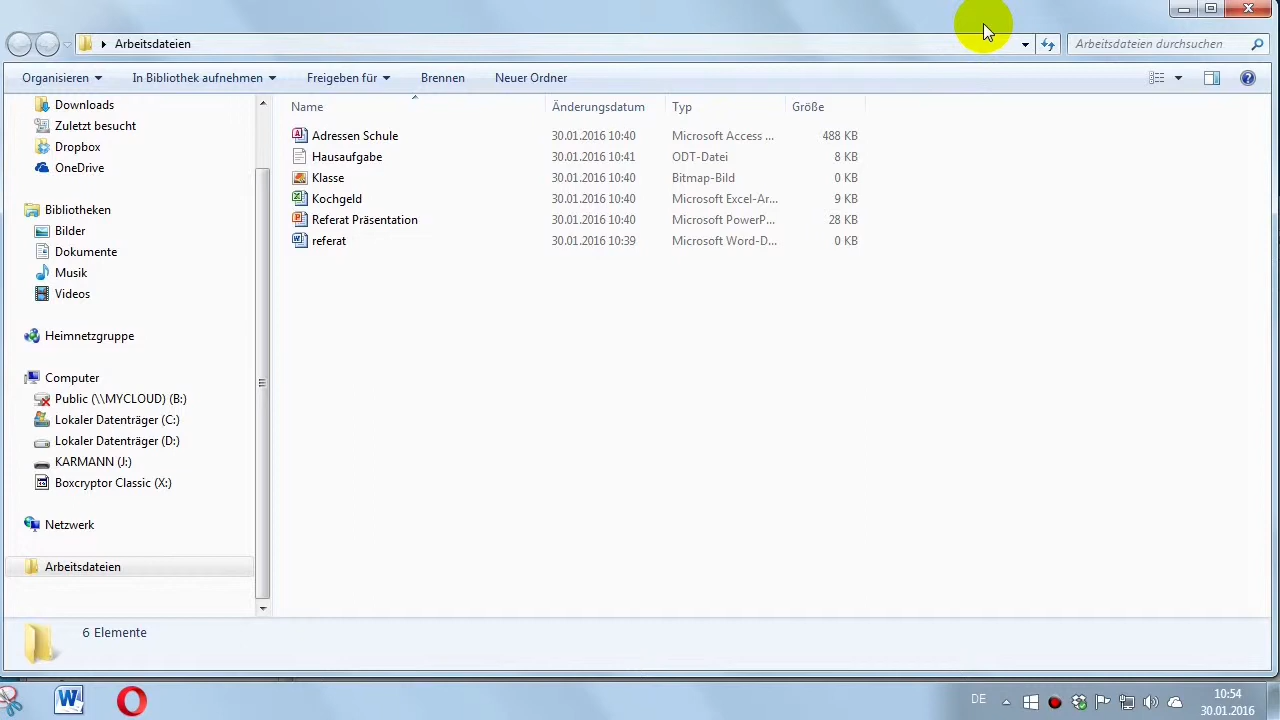 Arbeitsdateien
Arbeitsdateien durchsuchen
Organisieren In Bibliothek aufnehmen Freigeben für Brennen Neuer Ordner
Downloads
Zuletzt besucht
Dropbox
OneDrive
Bibliotheken
Bilder
Dokumente
Musik
Videos
Heimnetzgruppe
Computer
Public (\\MYCLOUD) (B:)
Lokaler Datenträger (C:)
Lokaler Datenträger (D:)
KARMANN (J:)
Boxcryptor Classic (X:)
Netzwerk
Arbeitsdateien
Name Änderungsdatum Typ Größe
Adressen Schule 30.01.2016 10:40 Microsoft Access ... 488 KB
Hausaufgabe 30.01.2016 10:41 ODT-Datei 8 KB
Klasse 30.01.2016 10:40 Bitmap-Bild 0 KB
Kochgeld 30.01.2016 10:40 Microsoft Excel-Ar... 9 KB
Referat Präsentation 30.01.2016 10:40 Microsoft PowerP... 28 KB
referat 30.01.2016 10:39 Microsoft Word-D... 0 KB
6 Elemente
DE
10:54
30.01.2016